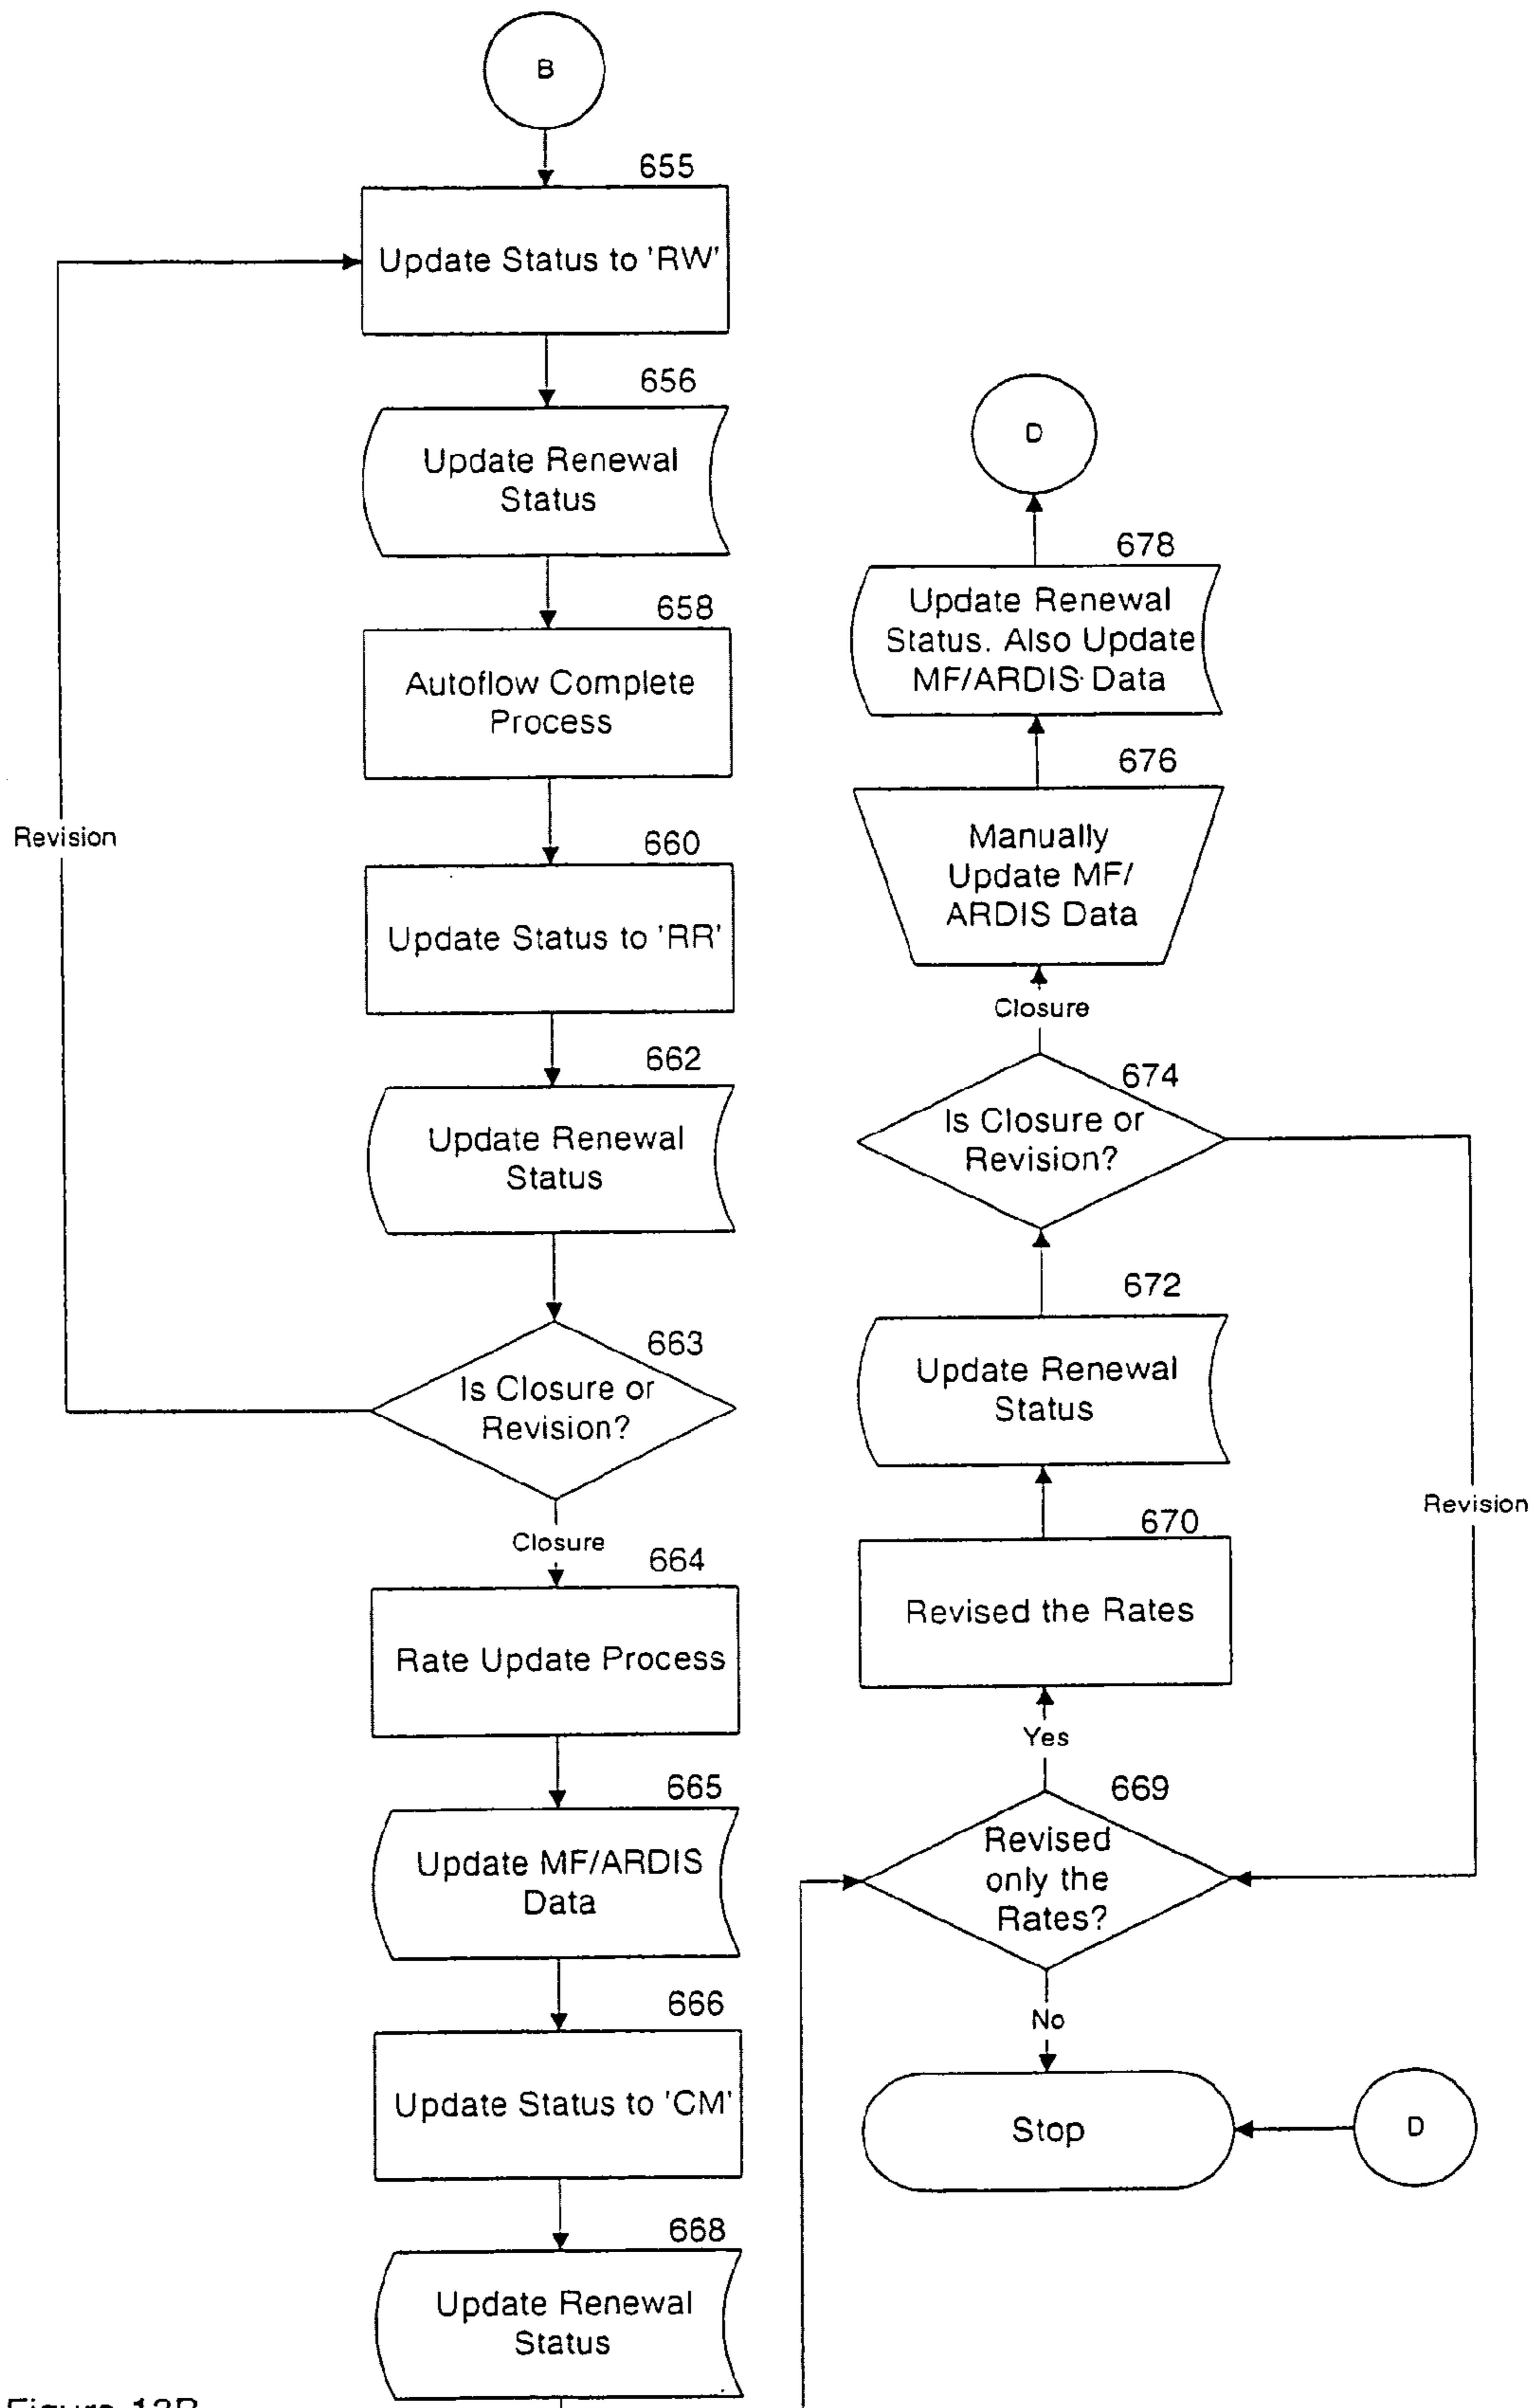 B
655
Update Status to 'RW'
656
Update Renewal
Status
658
Autoflow Complete
Process
Revision
660
Update Status to 'RR'
662
Update Renewal
Status
663
Is Closure or
Revision?
Closure
664
Rate Update Process
665
Update MF/ARDIS
Data
666
Update Status to 'CM'
668
Update Renewal
Status
D
678
Update Renewal
Status. Also Update
MF/ARDIS Data
676
Manually
Update MF/
ARDIS Data
Closure
674
Is Closure or
Revision?
672
Update Renewal
Status
Revision
670
Revised the Rates
Yes
669
Revised
only the
Rates?
No
Stop
D